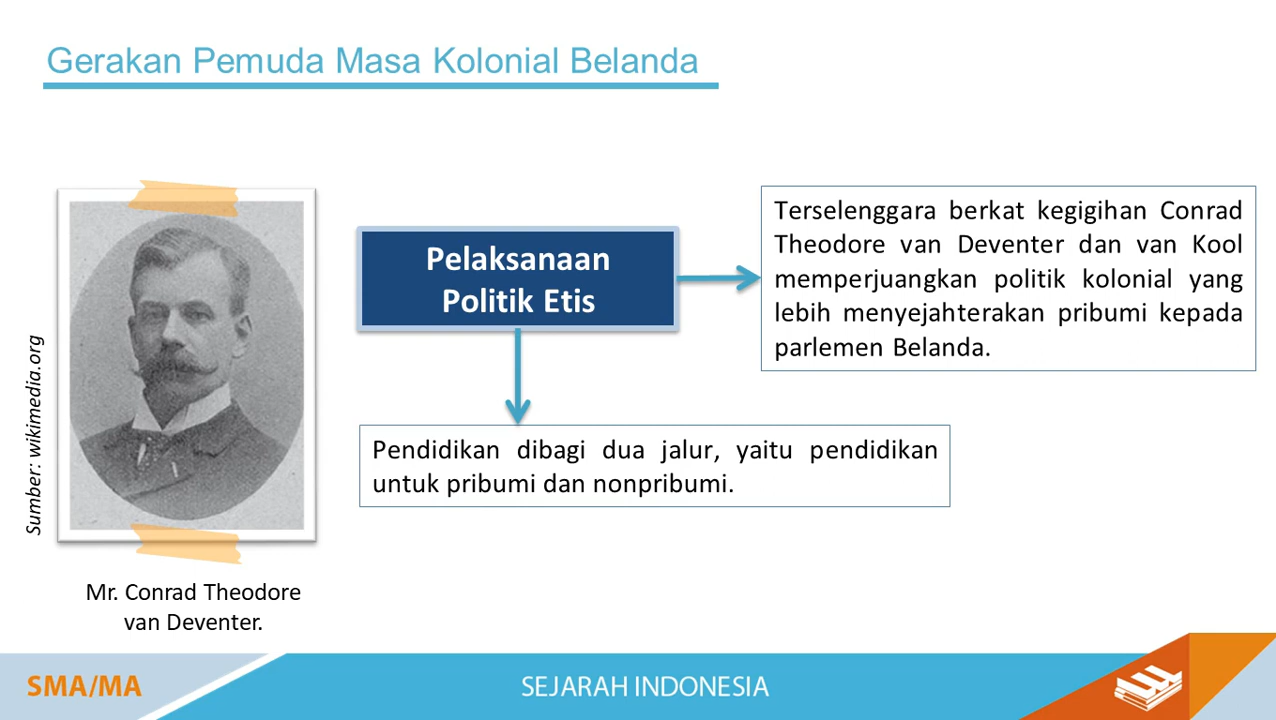 Gerakan Pemuda Masa Kolonial Belanda
Sumber: wikimedia.org
Mr. Conrad Theodore
van Deventer.
Pelaksanaan
Politik Etis
Terselenggara berkat kegigihan Conrad
Theodore van Deventer dan van Kool
memperjuangkan politik kolonial yang
lebih menyejahterakan pribumi kepada
parlemen Belanda.
Pendidikan dibagi dua jalur, yaitu pendidikan
untuk pribumi dan nonpribumi.
SMA/MA
SEJARAH INDONESIA